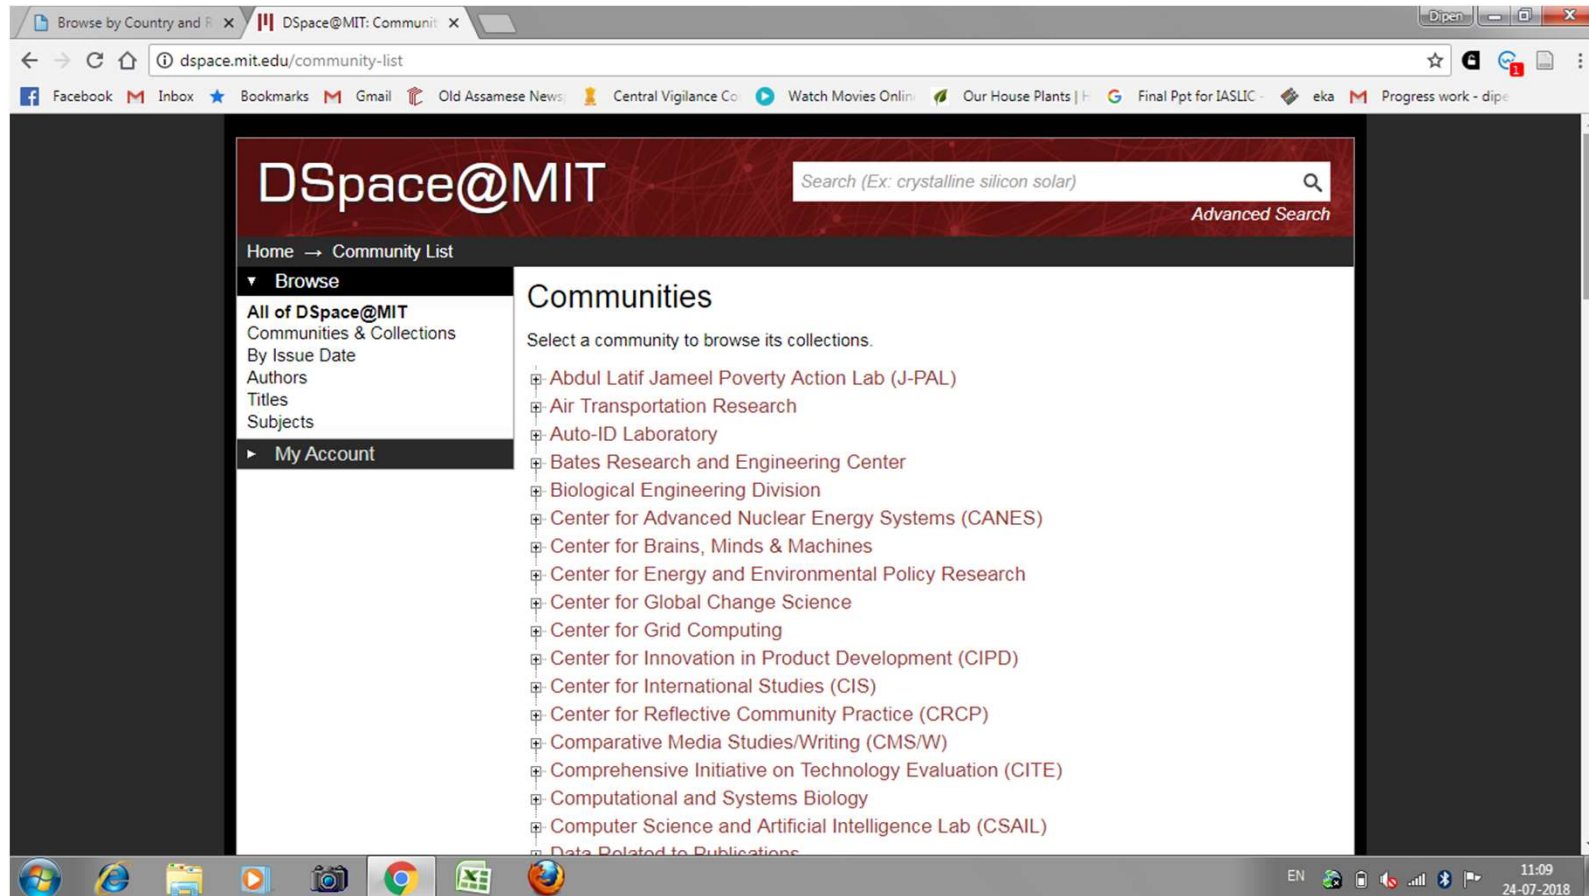 Browse by Country and R
DSpace@MIT: Communit
Dipen
dspace.mit.edu/community-list
1
Facebook Inbox Bookmarks Gmail Old Assamese News Central Vigilance Co Watch Movies Onlin Our House Plants | H Final Ppt for IASLIC - eka Progress work - dipe
DSpace@MIT
Search (Ex: crystalline silicon solar)
Advanced Search
Home → Community List
Browse
All of DSpace@MIT
Communities & Collections
By Issue Date
Authors
Titles
Subjects
My Account
Communities
Select a community to browse its collections.
Abdul Latif Jameel Poverty Action Lab (J-PAL)
Air Transportation Research
Auto-ID Laboratory
Bates Research and Engineering Center
Biological Engineering Division
Center for Advanced Nuclear Energy Systems (CANES)
Center for Brains, Minds & Machines
Center for Energy and Environmental Policy Research
Center for Global Change Science
Center for Grid Computing
Center for Innovation in Product Development (CIPD)
Center for International Studies (CIS)
Center for Reflective Community Practice (CRCP)
Comparative Media Studies/Writing (CMS/W)
Comprehensive Initiative on Technology Evaluation (CITE)
Computational and Systems Biology
Computer Science and Artificial Intelligence Lab (CSAIL)
Data Related to Publications
EN
11:09
24-07-2018